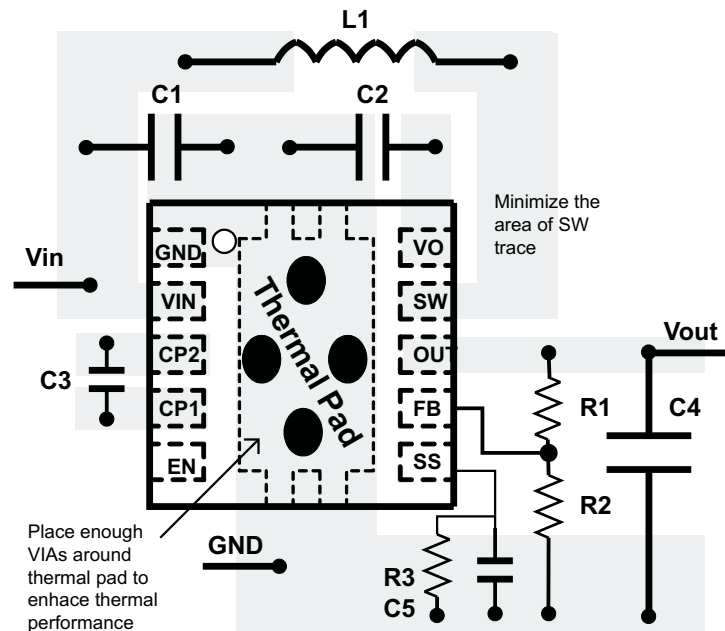 L1
C1
C2
Minimize the
area of SW
trace
GND
VO
Vin
VIN
SW
Thermal Pad
Vout
CP2
OUT
C3
CP1
FB
R1
C4
EN
SS
R2
Place enough
VIAs around
thermal pad to
enhace thermal
performance
GND
R3
C5